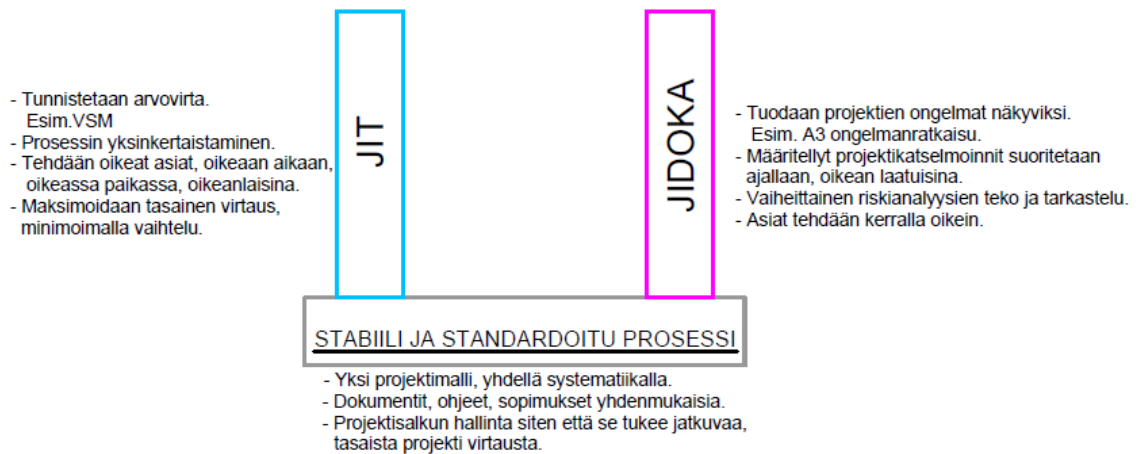 - Tunnistetaan arvovirta.
Esim.VSM
- Prosessin yksinkertaistaminen.
- Tehdään oikeat asiat, oikeaan aikaan,
oikeassa paikassa, oikeanlaisina.
- Maksimoidaan tasainen virtaus,
minimoimalla vaihtelu.
JIT
JIDOKA
- Tuodaan projektien ongelmat näkyviksi.
Esim. A3 ongelmanratkaisu.
- Määritellyt projektikatselmoinnit suoritetaan
ajallaan, oikean laatuisina.
- Vaiheittainen riskianalyysien teko ja tarkastelu.
- Asiat tehdään kerralla oikein.
STABIILI JA STANDARDOITU PROSESSI
- Yksi projektimalli, yhdellä systematiikalla.
- Dokumentit, ohjeet, sopimukset yhdenmukaisia.
- Projektisalkun hallinta siten että se tukee jatkuvaa,
tasaista projekti virtausta.